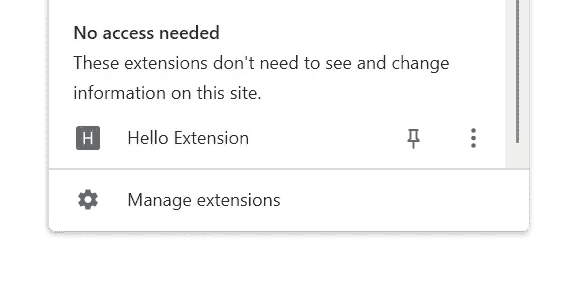 No access needed
These extensions don't need to see and change
information on this site.
H Hello Extension
Manage extensions